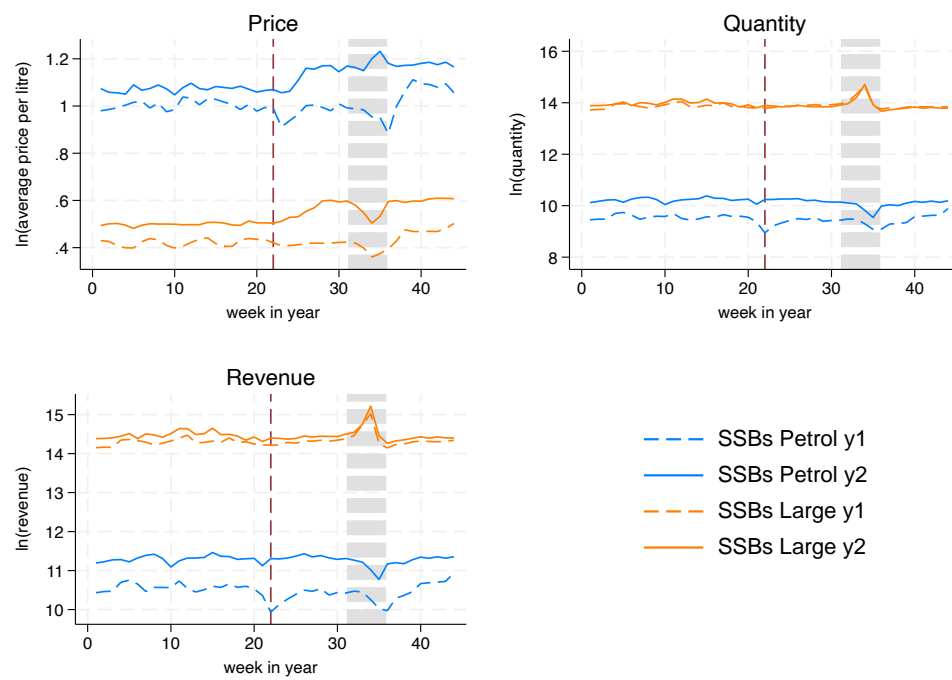 Price
ln(average price per litre)
1.2
1
.8
.6
.4
0
10
20
30
40
week in year
Quantity
ln(quantity)
16
14
12
10
8
0
10
20
30
40
week in year
Revenue
ln(revenue)
15
14
13
12
11
10
0
10
20
30
40
week in year
SSBs Petrol y1
SSBs Petrol y2
SSBs Large y1
SSBs Large y2